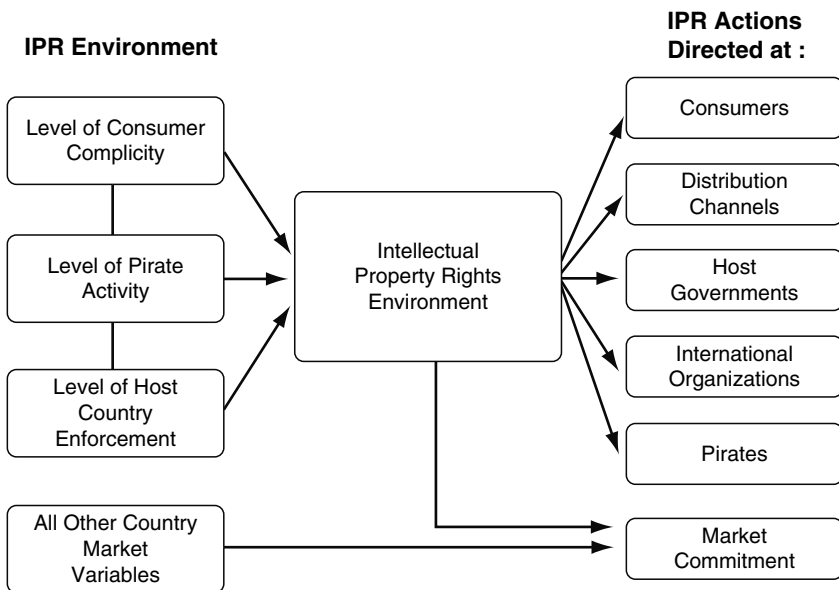 IPR Environment
IPR Actions
Directed at :
Level of Consumer
Complicity
Level of Pirate
Activity
Level of Host
Country
Enforcement
All Other Country
Market
Variables
Intellectual
Property Rights
Environment
Consumers
Distribution
Channels
Host
Governments
International
Organizations
Pirates
Market
Commitment